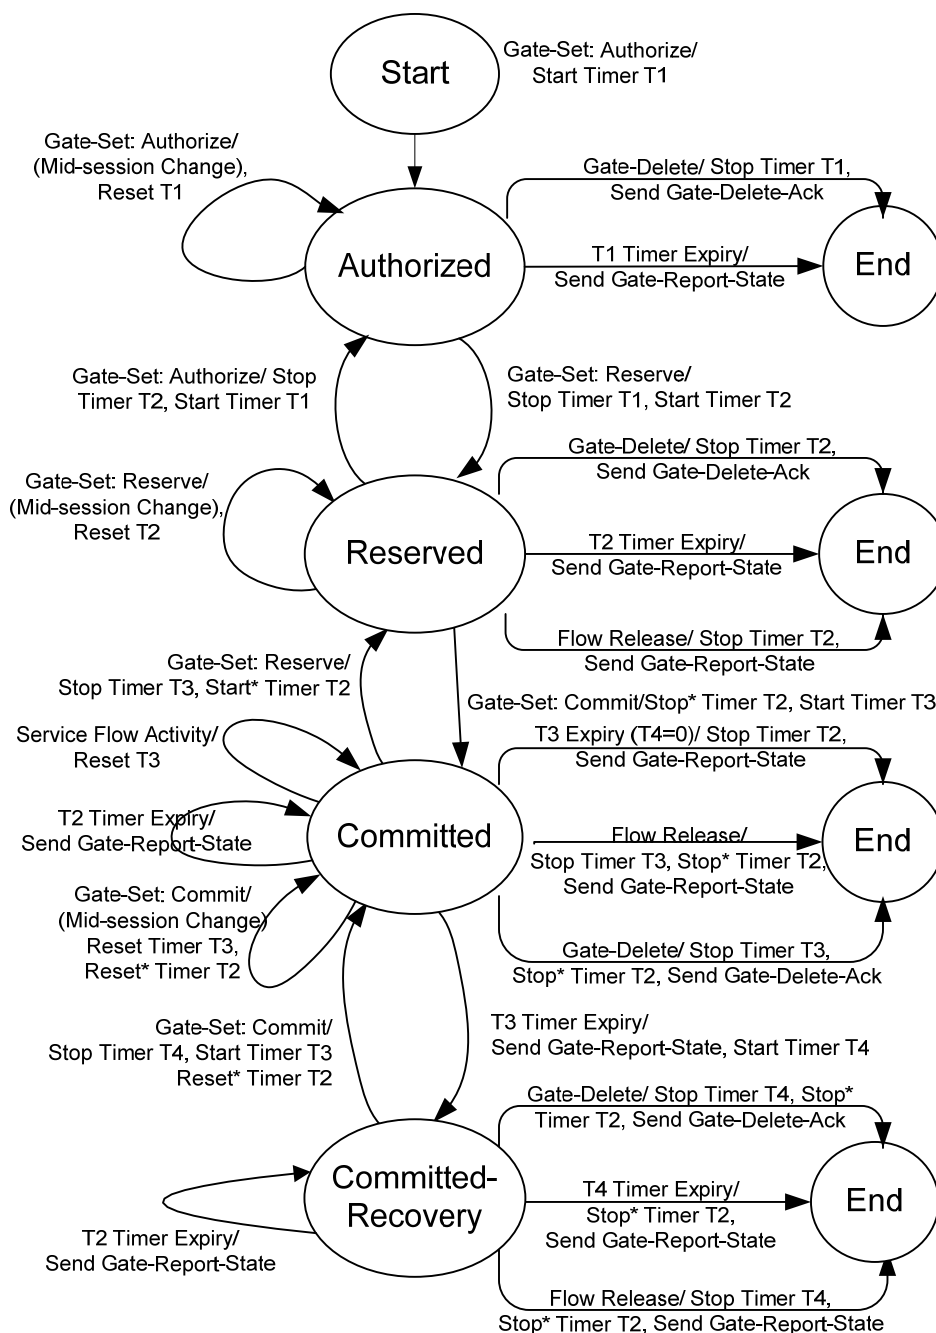 Start
Gate-Set: Authorize/
Start Timer T1
Gate-Set: Authorize/
(Mid-session Change),
Reset T1
Authorized
Gate-Delete/ Stop Timer T1,
Send Gate-Delete-Ack
T1 Timer Expiry/
Send Gate-Report-State
End
Gate-Set: Authorize/ Stop
Timer T2, Start Timer T1
Gate-Set: Reserve/
Stop Timer T1, Start Timer T2
Gate-Set: Reserve/
(Mid-session Change),
Reset T2
Reserved
Gate-Delete/ Stop Timer T2,
Send Gate-Delete-Ack
T2 Timer Expiry/
Send Gate-Report-State
Flow Release/ Stop Timer T2,
Send Gate-Report-State
End
Gate-Set: Reserve/
Stop Timer T3, Start* Timer T2
Gate-Set: Commit/Stop* Timer T2, Start Timer T3
Service Flow Activity/
Reset T3
T2 Timer Expiry/
Send Gate-Report-State
Gate-Set: Commit/
(Mid-session Change)
Reset Timer T3,
Reset* Timer T2
Committed
T3 Expiry (T4=0)/ Stop Timer T2,
Send Gate-Report-State
Flow Release/
Stop Timer T3, Stop* Timer T2,
Send Gate-Report-State
Gate-Delete/ Stop Timer T3,
Stop* Timer T2, Send Gate-Delete-Ack
End
Gate-Set: Commit/
Stop Timer T4, Start Timer T3
Reset* Timer T2
T3 Timer Expiry/
Send Gate-Report-State, Start Timer T4
Committed-
Recovery
T2 Timer Expiry/
Send Gate-Report-State
Gate-Delete/ Stop Timer T4, Stop*
Timer T2, Send Gate-Delete-Ack
T4 Timer Expiry/
Stop* Timer T2,
Send Gate-Report-State
Flow Release/ Stop Timer T4,
Stop* Timer T2, Send Gate-Report-State
End